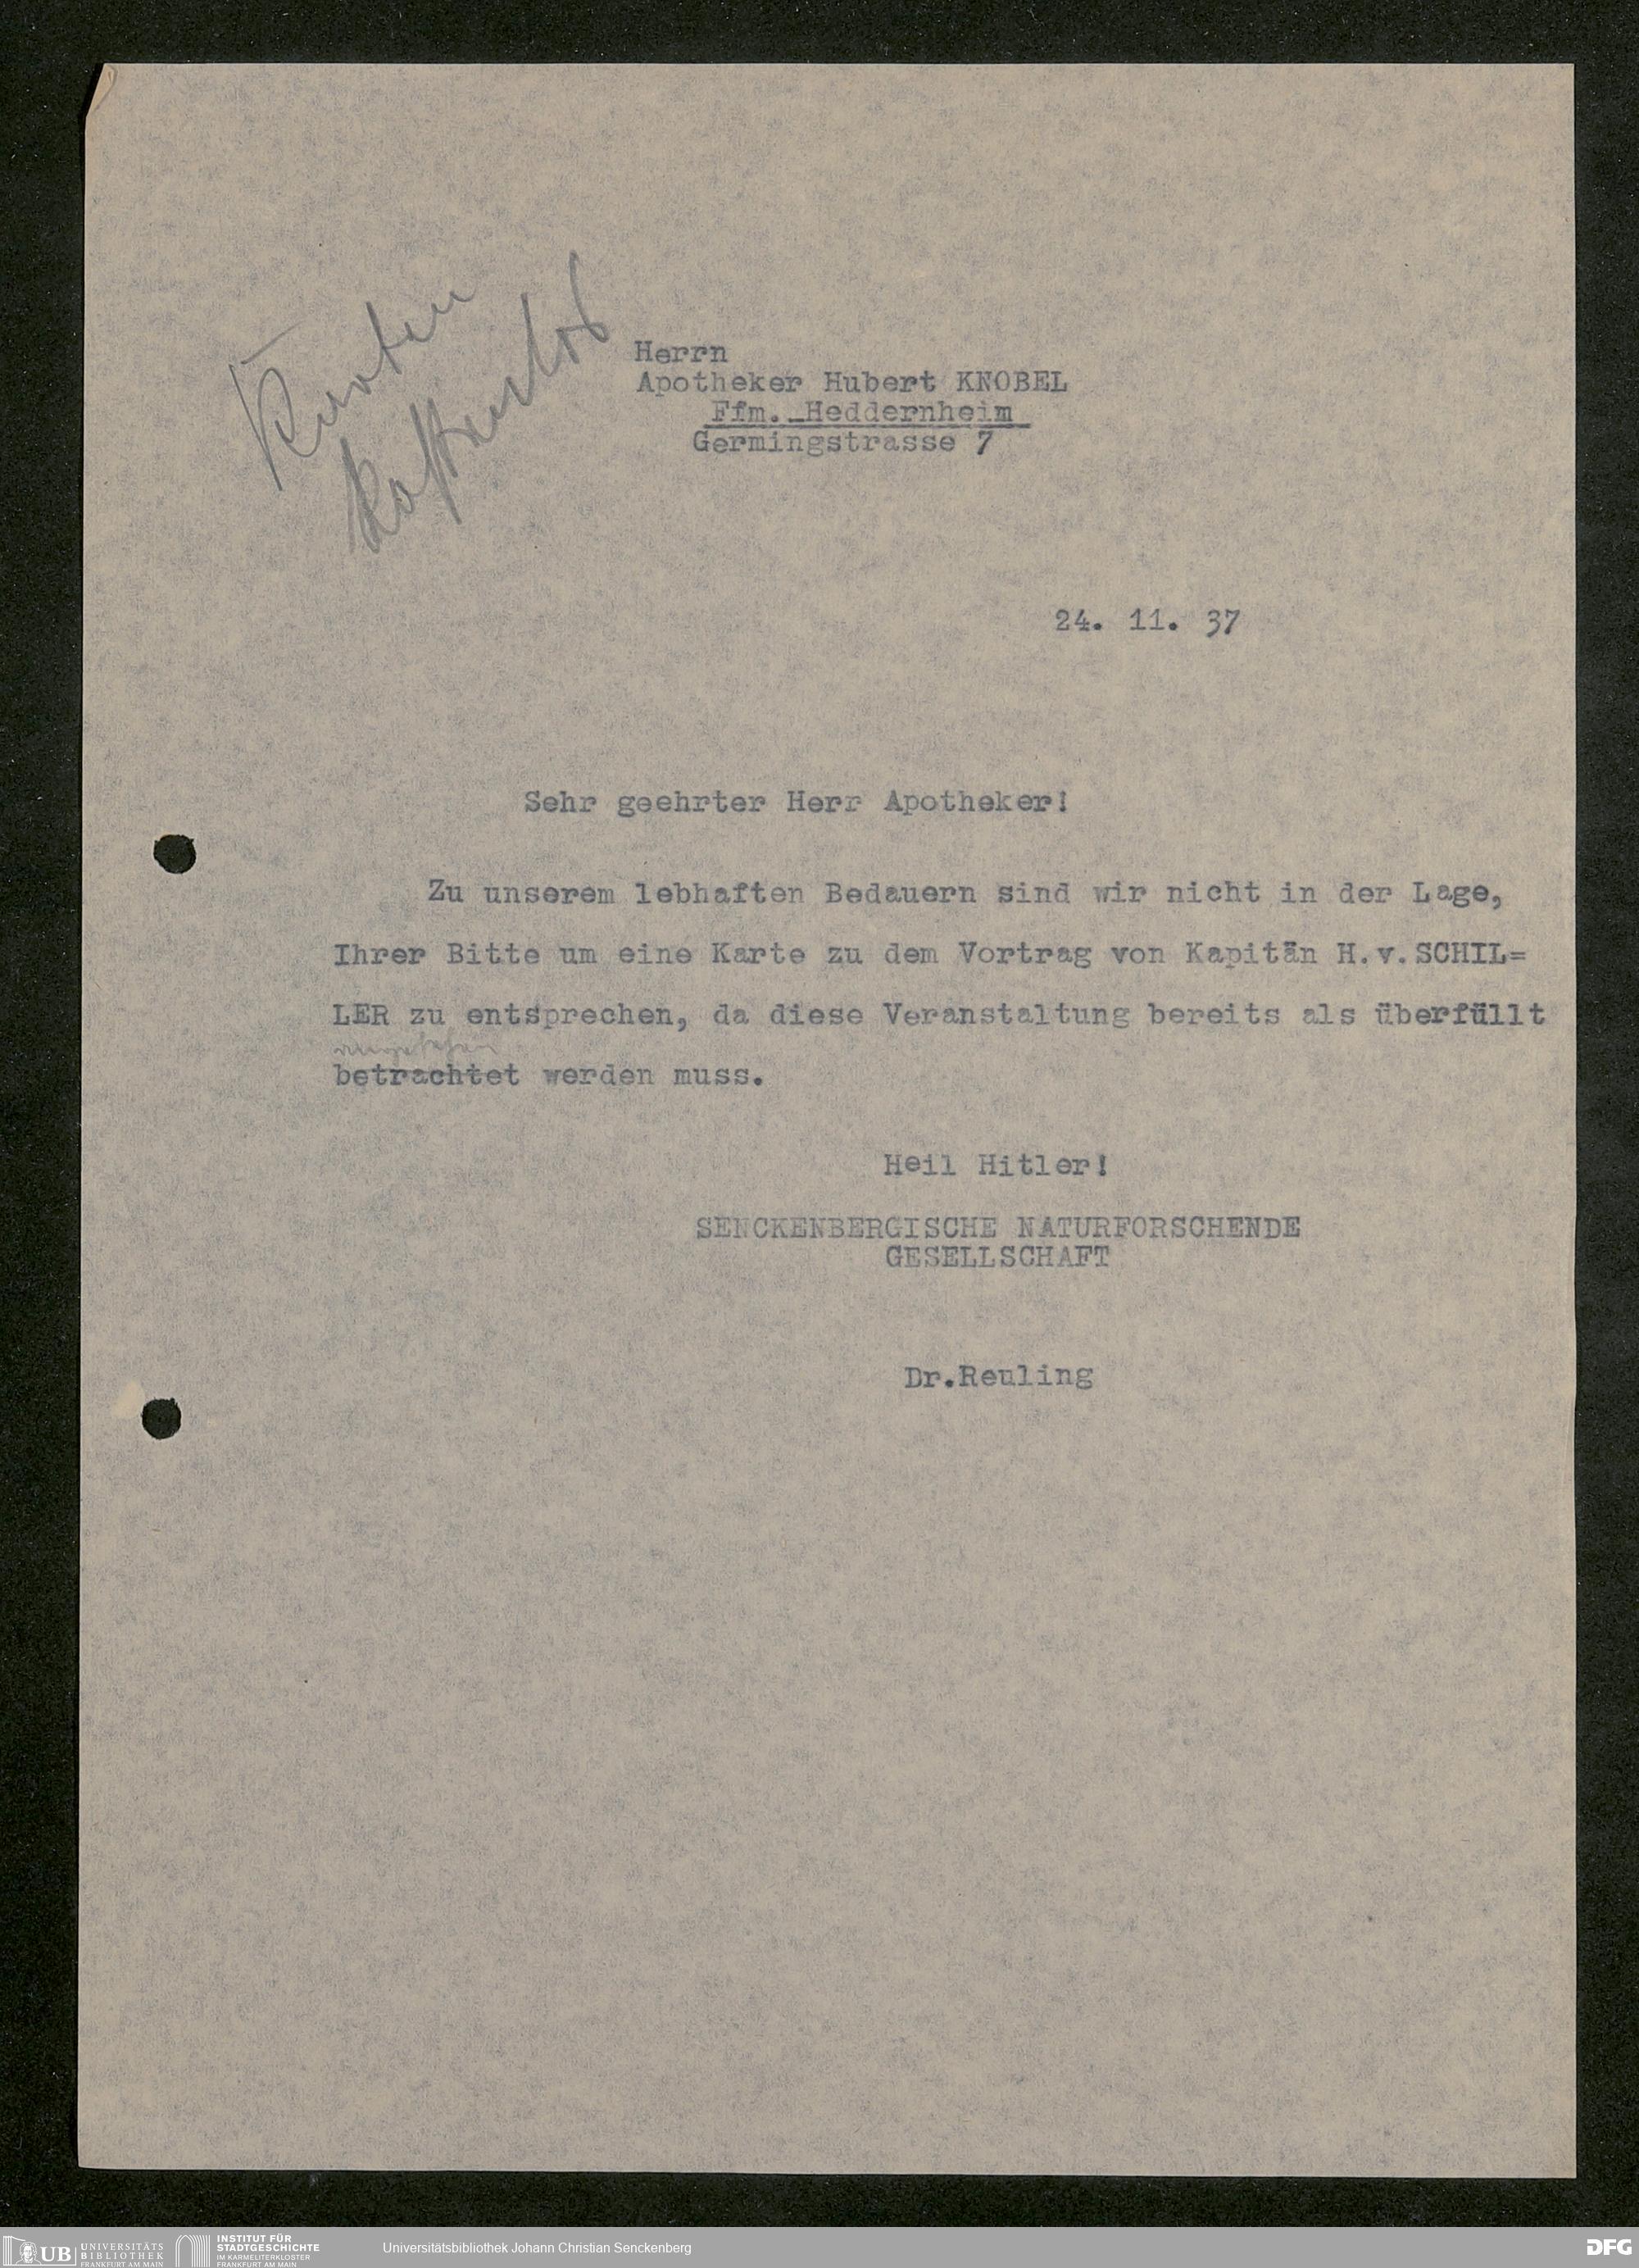 Karten
kostenlos
Herrn
Apotheker Hubert KNOBEL
Ffm. Heddernheim
Germingstrasse 7
24. 11. 37
Sehr geehrter Herr Apotheker!
Zu unserem lebhaften Bedauern sind wir nicht in der Lage,
Ihrer Bitte um eine Karte zu dem Vortrag von Kapitän H.v.SCHIL=
LER zu entsprechen, da diese Veranstaltung bereits als überfüllt
angesehen
betrachtet werden muss.
Heil Hitler!
SENCKENBERGISCHE NATURFORSCHENDE
GESELLSCHAFT
Dr.Reuling
UB UNIVERSITÄTS
BIBLIOTHEK
FRANKFURT AM MAIN
INSTITUT FÜR
STADTGESCHICHTE
IM KARMELITERKLOSTER
FRANKFURT AM MAIN
Universitätsbibliothek Johann Christian Senckenberg
DFG